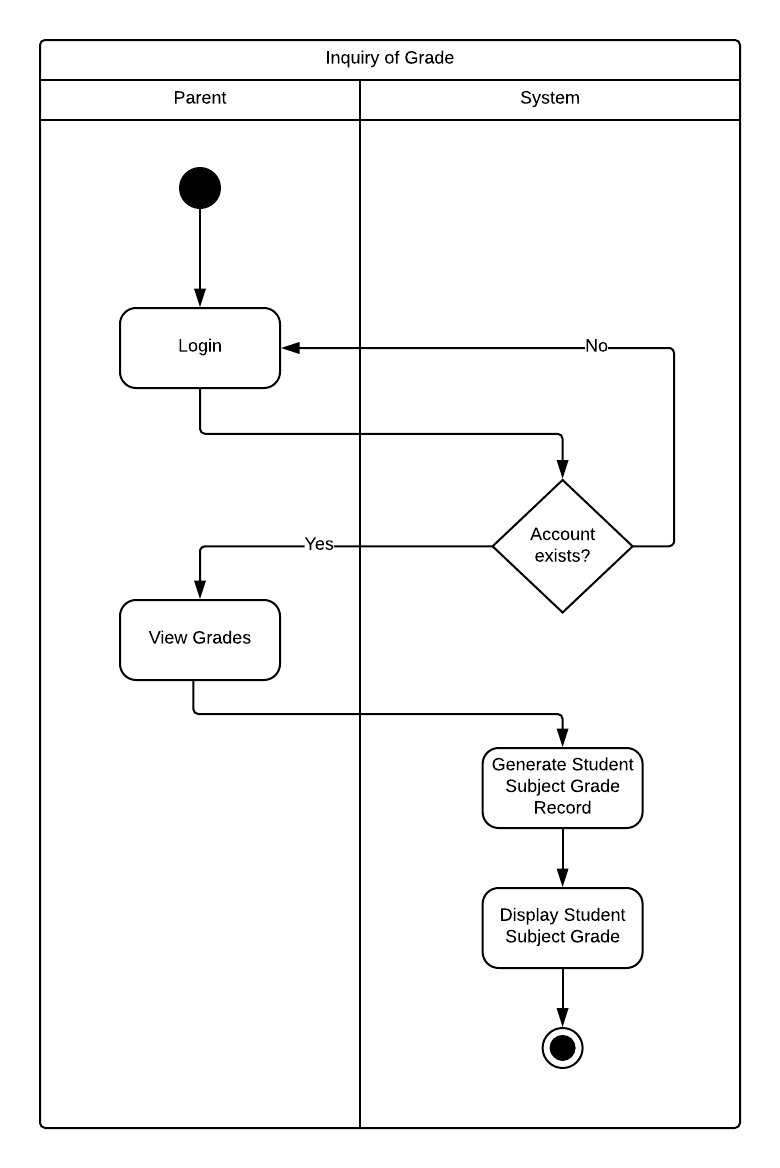 Inquiry of Grade
Parent
System
Login
No
Account
exists?
Yes
View Grades
Generate Student
Subject Grade
Record
Display Student
Subject Grade